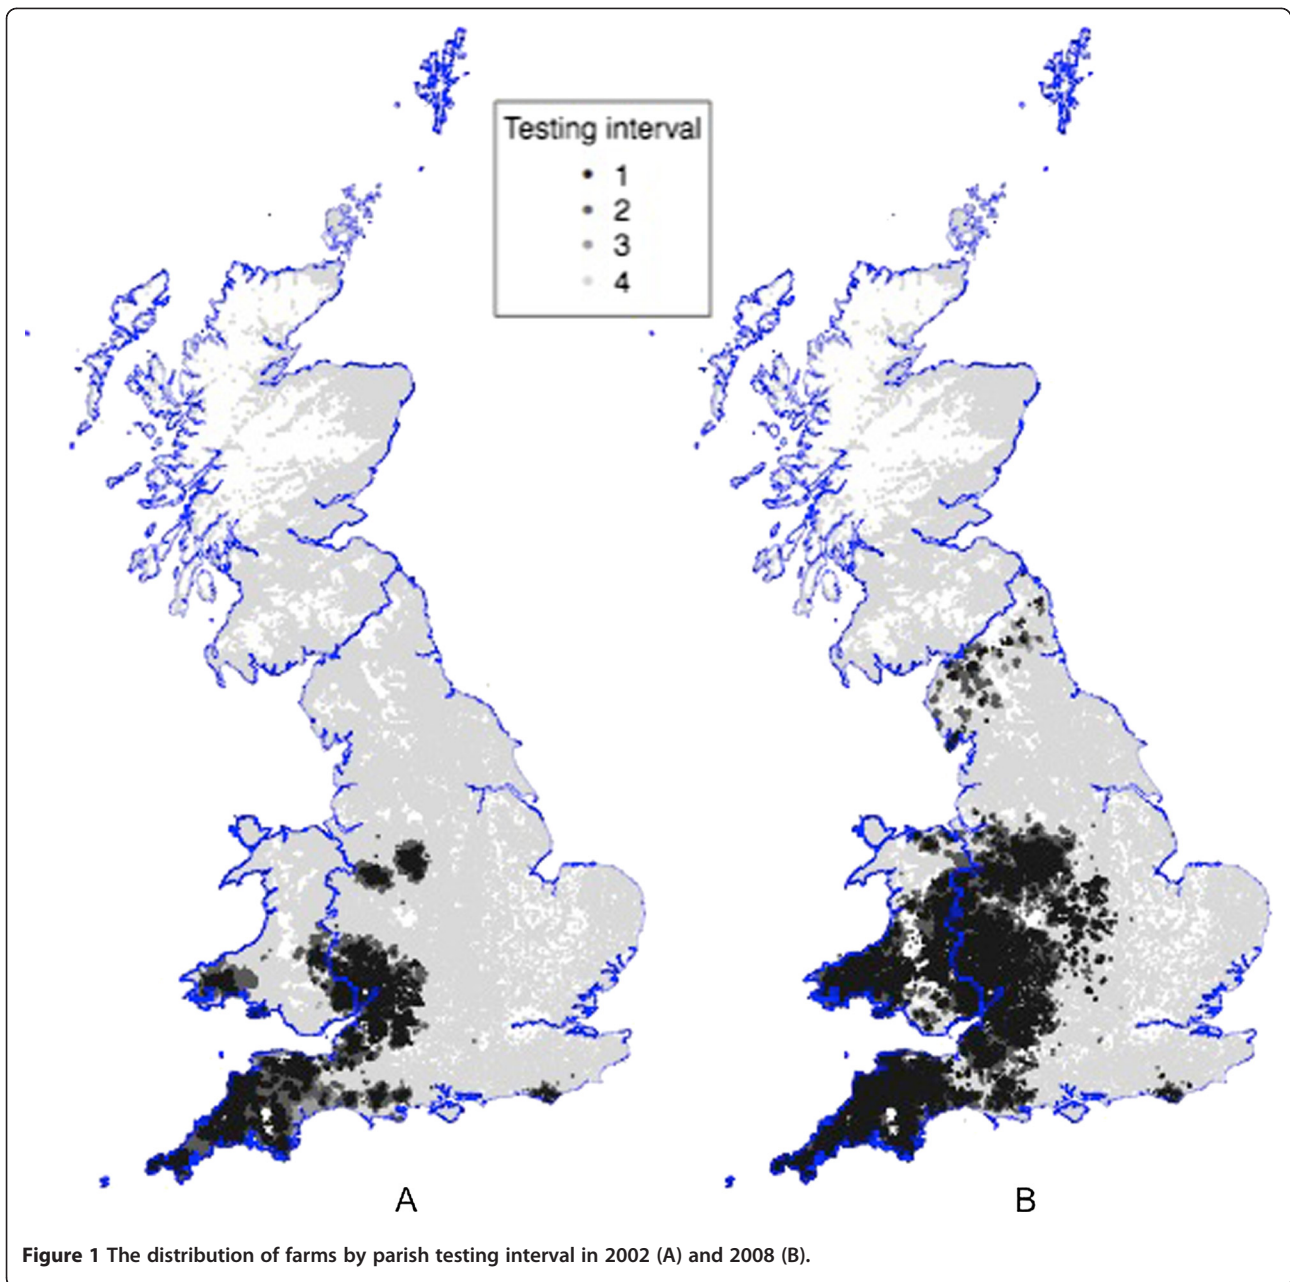 Testing interval
1
2
3
4
A
B
Figure 1 The distribution of farms by parish testing interval in 2002 (A) and 2008 (B).